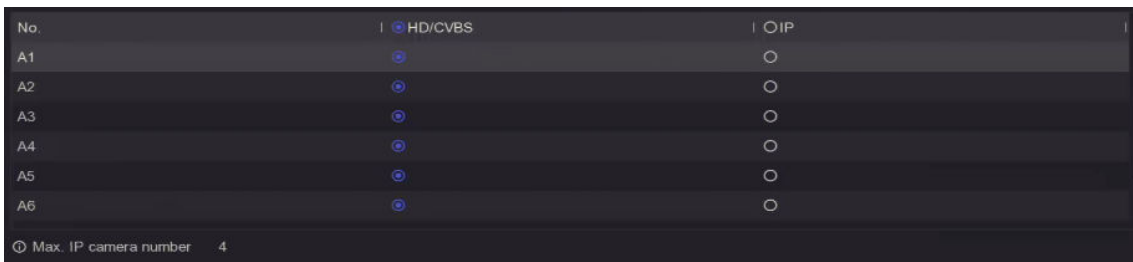 No. HD/CVBS IP
A1
A2
A3
A4
A5
A6
Max. IP camera number 4